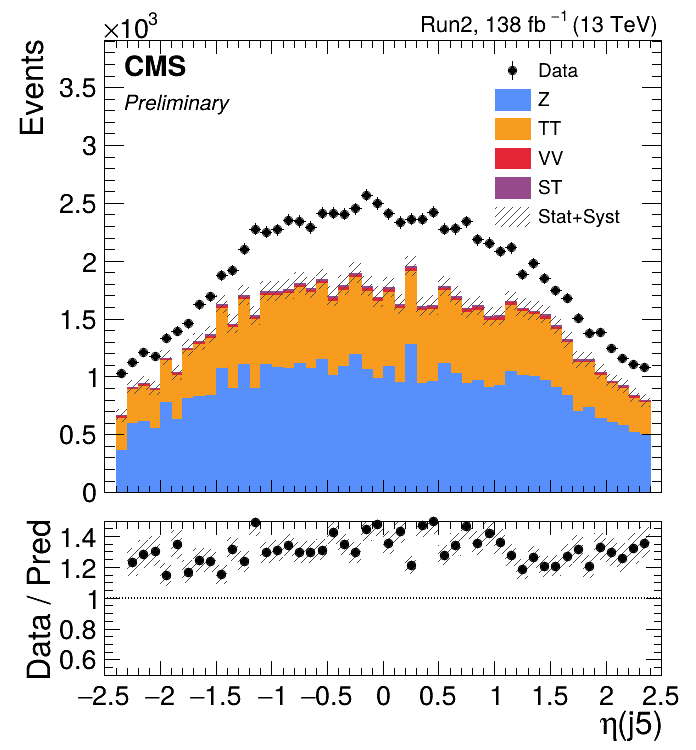 ×10³
Run2, 138 fb⁻¹ (13 TeV)
CMS
Preliminary
Data
Z
TT
VV
ST
Stat+Syst
Events
3.5
3
2.5
2
1.5
1
0.5
0
Data / Pred
1.4
1.2
1
0.8
0.6
−2.5 −2 −1.5 −1 −0.5 0 0.5 1 1.5 2 2.5
η(j5)